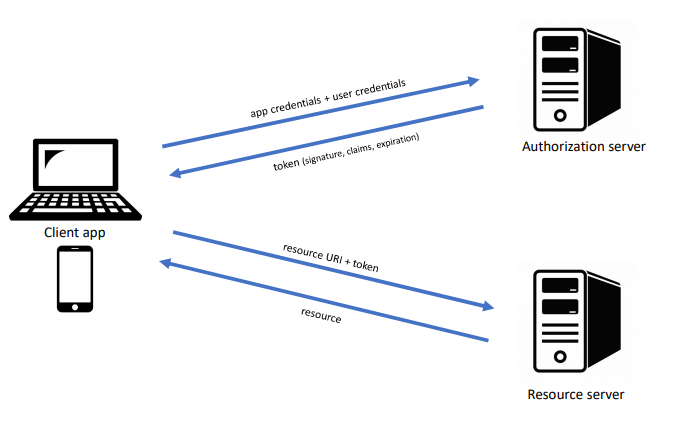 app credentials + user credentials
Authorization server
token (signature, claims, expiration)
Client app
resource URI + token
resource
Resource server